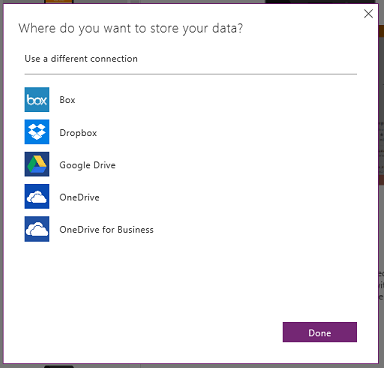 Where do you want to store your data?
Use a different connection
box Box
Dropbox
Google Drive
OneDrive
OneDrive for Business
Done